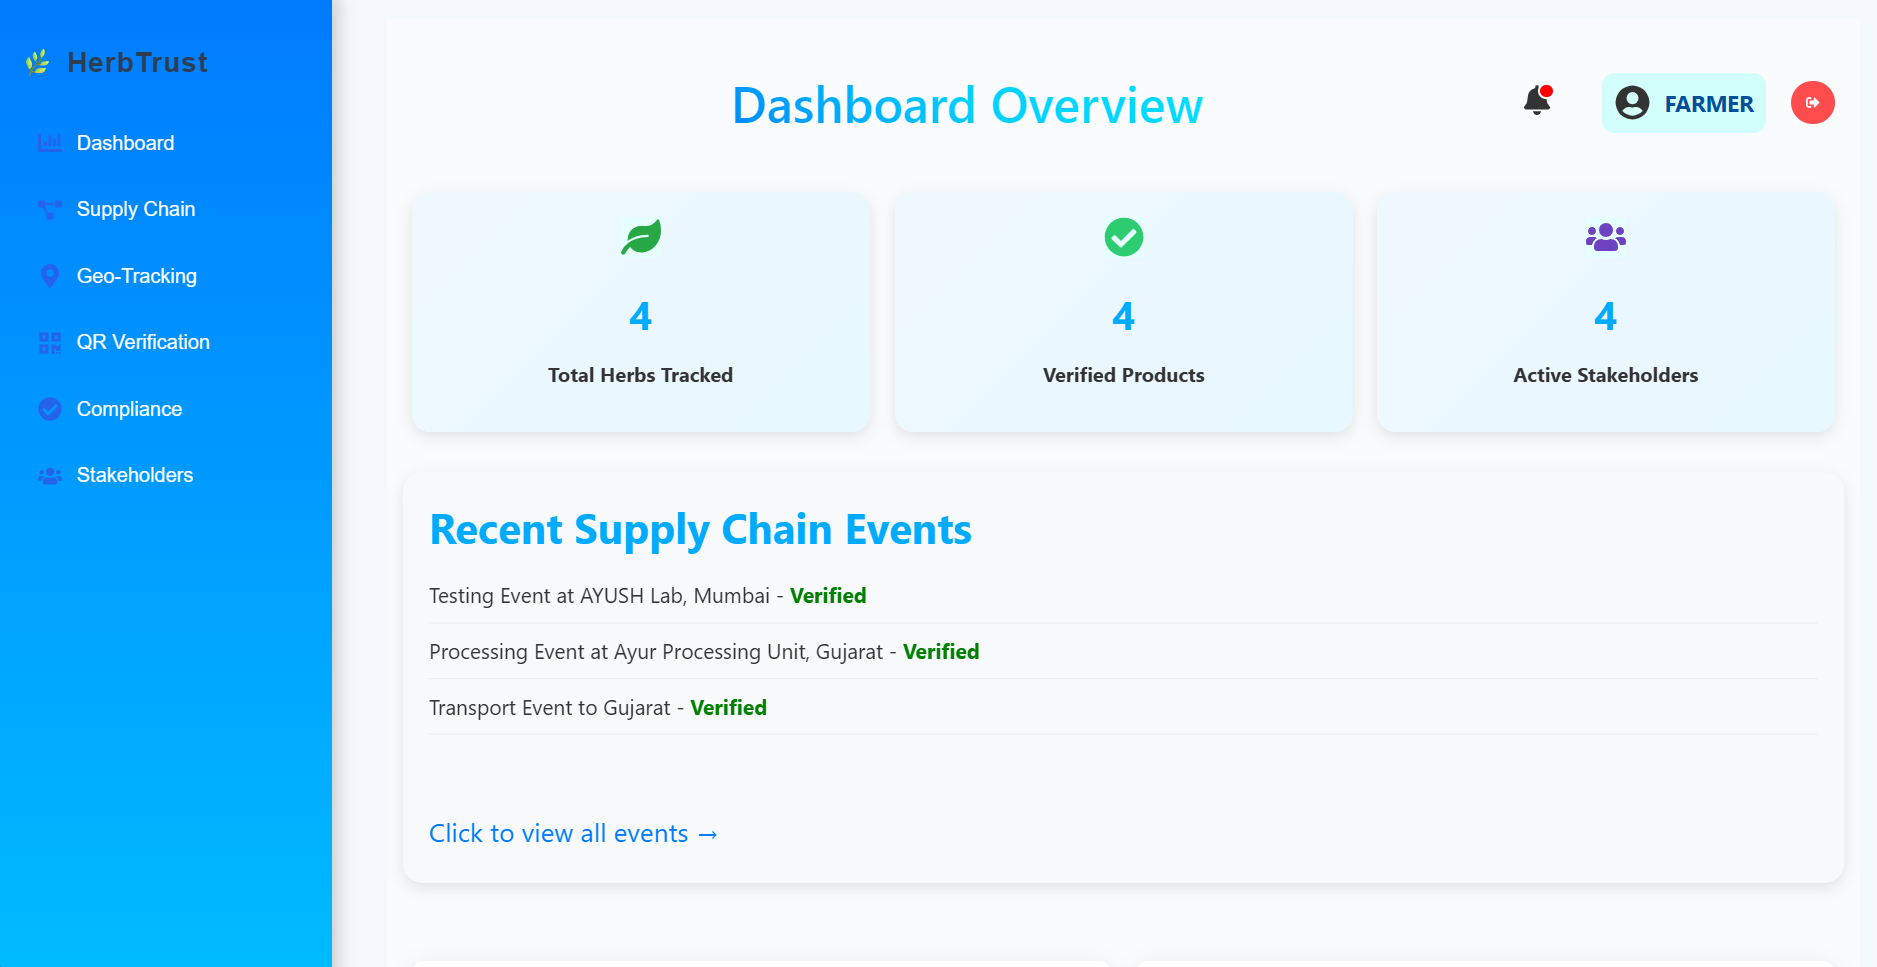 HerbTrust
Dashboard
Supply Chain
Geo-Tracking
QR Verification
Compliance
Stakeholders
Dashboard Overview
FARMER
4
Total Herbs Tracked
4
Verified Products
4
Active Stakeholders
Recent Supply Chain Events
Testing Event at AYUSH Lab, Mumbai - Verified
Processing Event at Ayur Processing Unit, Gujarat - Verified
Transport Event to Gujarat - Verified
Click to view all events →